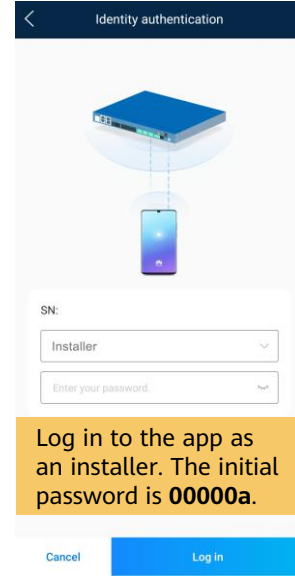 Identity authentication
SN:
Installer
Enter your password.
Log in to the app as
an installer. The initial
password is 00000a.
Cancel
Log in